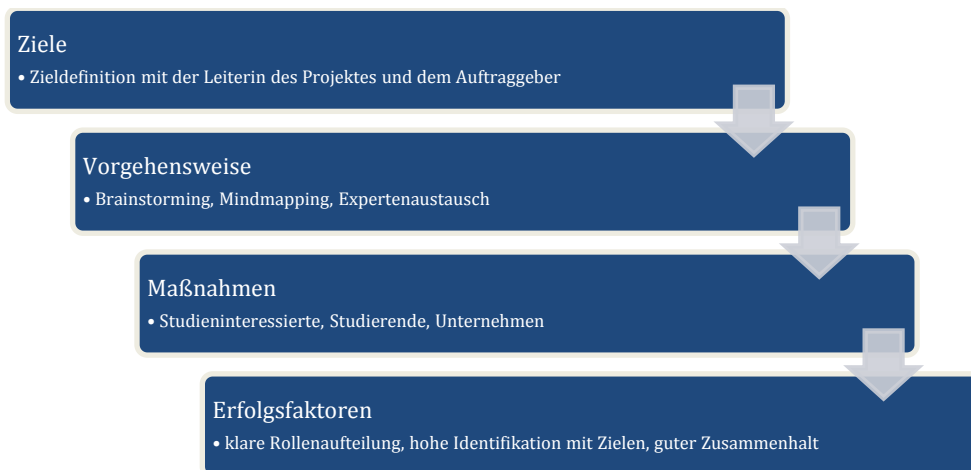 Ziele
• Zieldefinition mit der Leiterin des Projektes und dem Auftraggeber
Vorgehensweise
• Brainstorming, Mindmapping, Expertenaustausch
Maßnahmen
• Studieninteressierte, Studierende, Unternehmen
Erfolgsfaktoren
• klare Rollenaufteilung, hohe Identifikation mit Zielen, guter Zusammenhalt